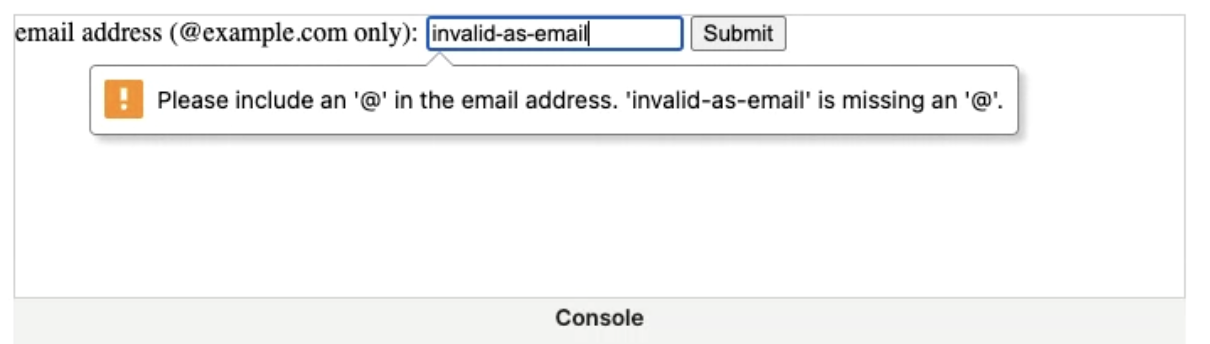 email address (@example.com only): invalid-as-email Submit
! Please include an '@' in the email address. 'invalid-as-email' is missing an '@'.
Console